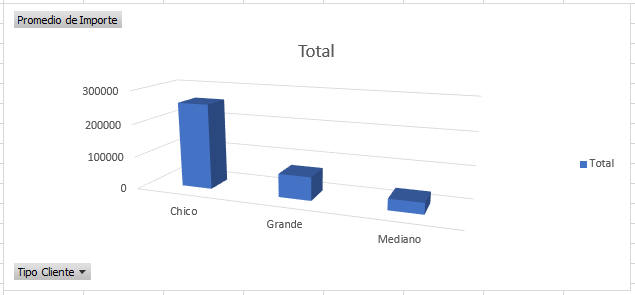 Promedio de Importe
Total
300000
200000
100000
0
Chico
Grande
Mediano
Total
Tipo Cliente